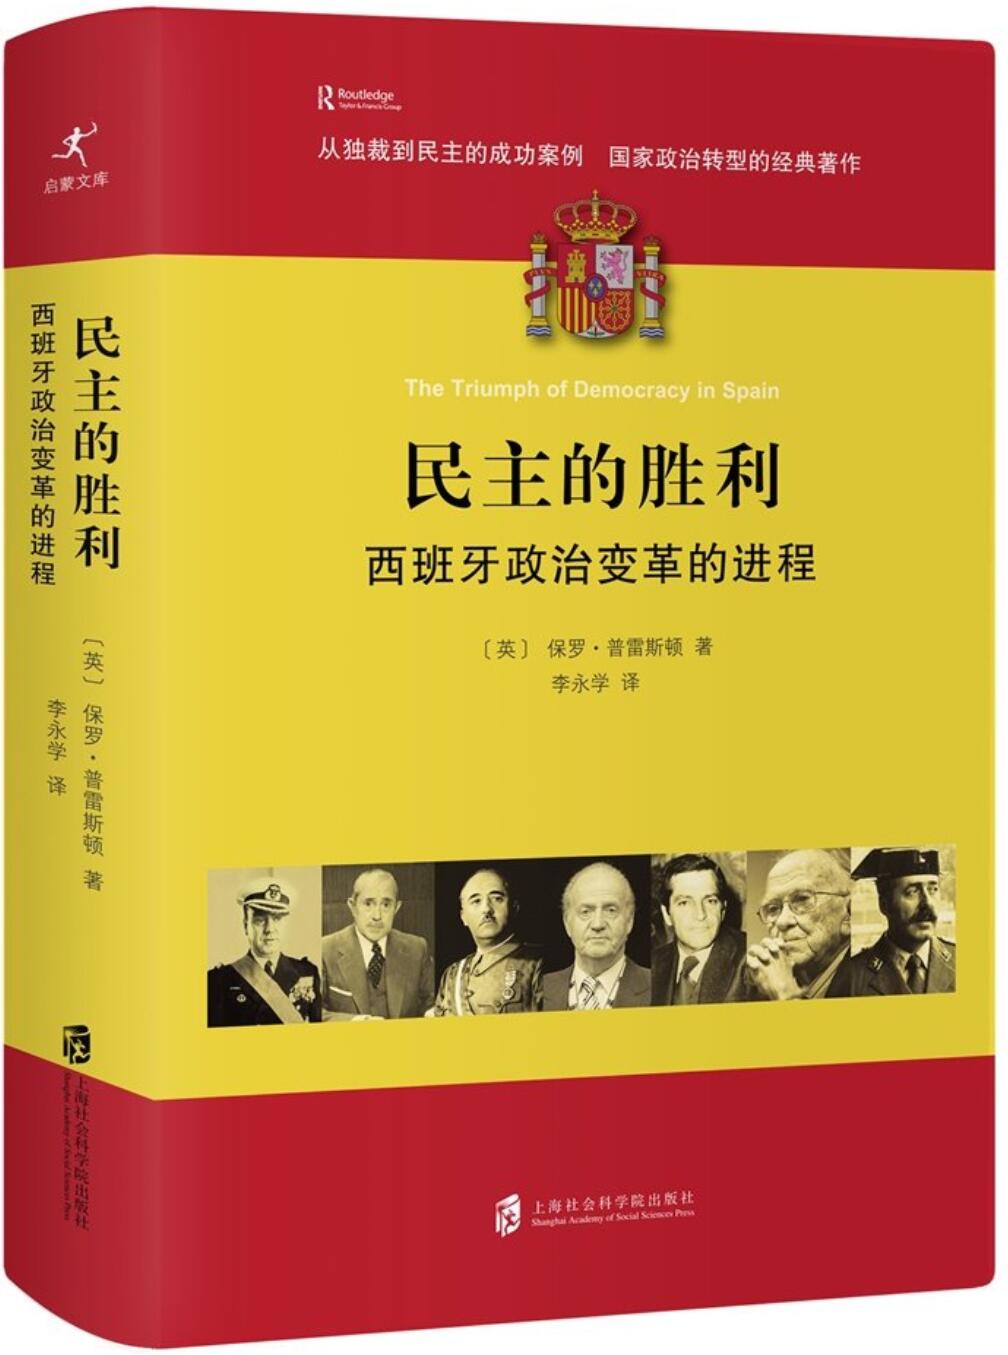 启蒙文库
民主的胜利
西班牙政治变革的进程
〔英〕 保罗·普雷斯顿 著
李永学 译
上海社会科学院出版社
Shanghai Academy of Social Sciences Press
Routledge
Taylor & Francis Group
从独裁到民主的成功案例 国家政治转型的经典著作
The Triumph of Democracy in Spain
民主的胜利
西班牙政治变革的进程
〔英〕 保罗·普雷斯顿 著
李永学 译
上海社会科学院出版社
Shanghai Academy of Social Sciences Press